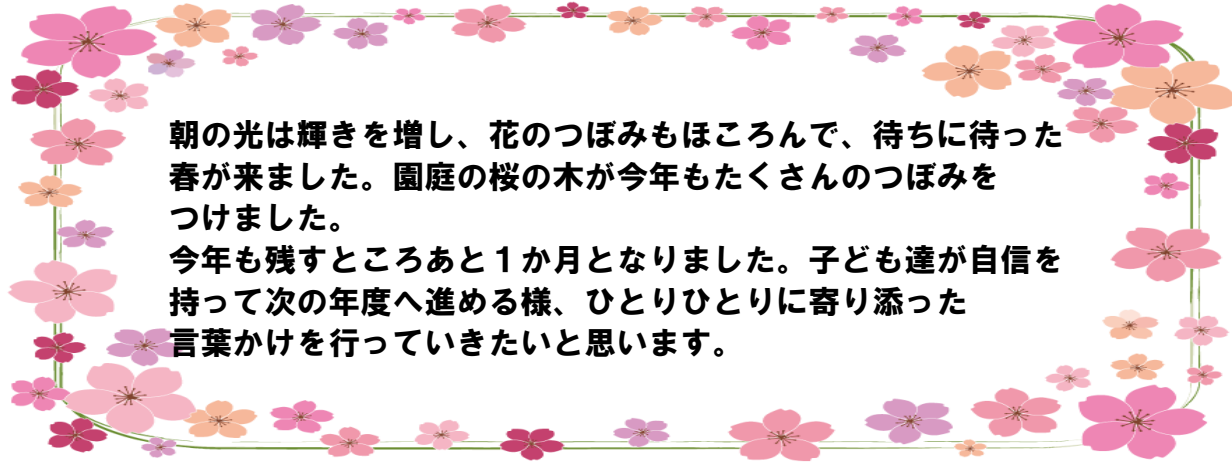 朝の光は輝きを増し、花のつぼみもほころんで、待ちに待った
春が来ました。園庭の桜の木が今年もたくさんのつぼみを
つけました。
今年も残すところあと１か月となりました。子ども達が自信を
持って次の年度へ進める様、ひとりひとりに寄り添った
言葉かけを行っていきたいと思います。